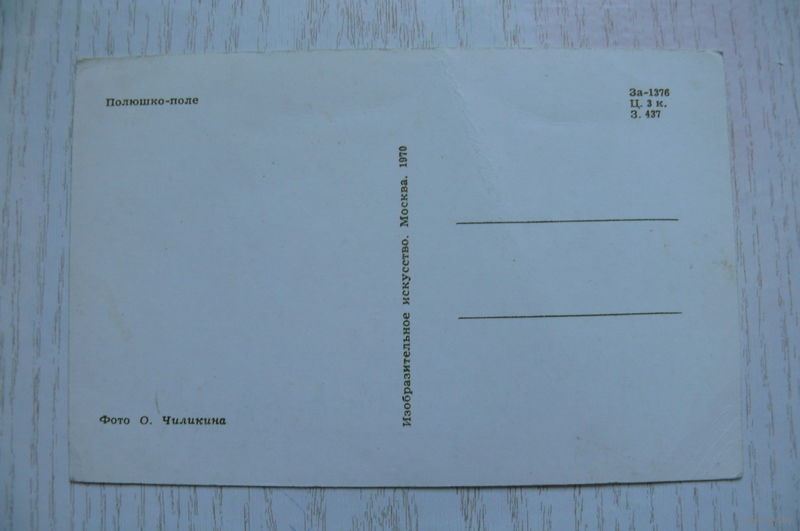 Полюшко-поле
За-1376
Ц. 3 к.
З. 437
Изобразительное искусство. Москва. 1970
Фото О. Чиликина